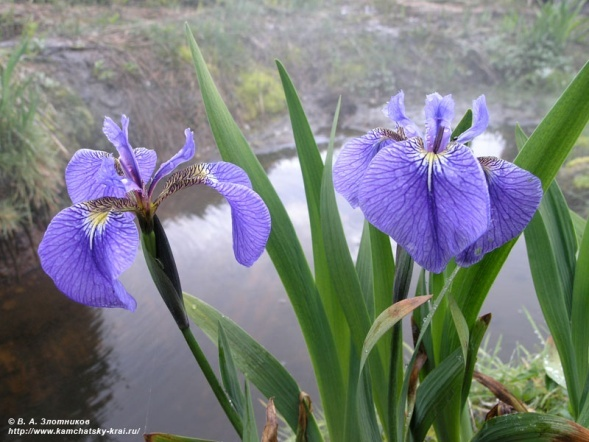 © В. А. Злотников
http://www.kamchatsky-krai.ru/